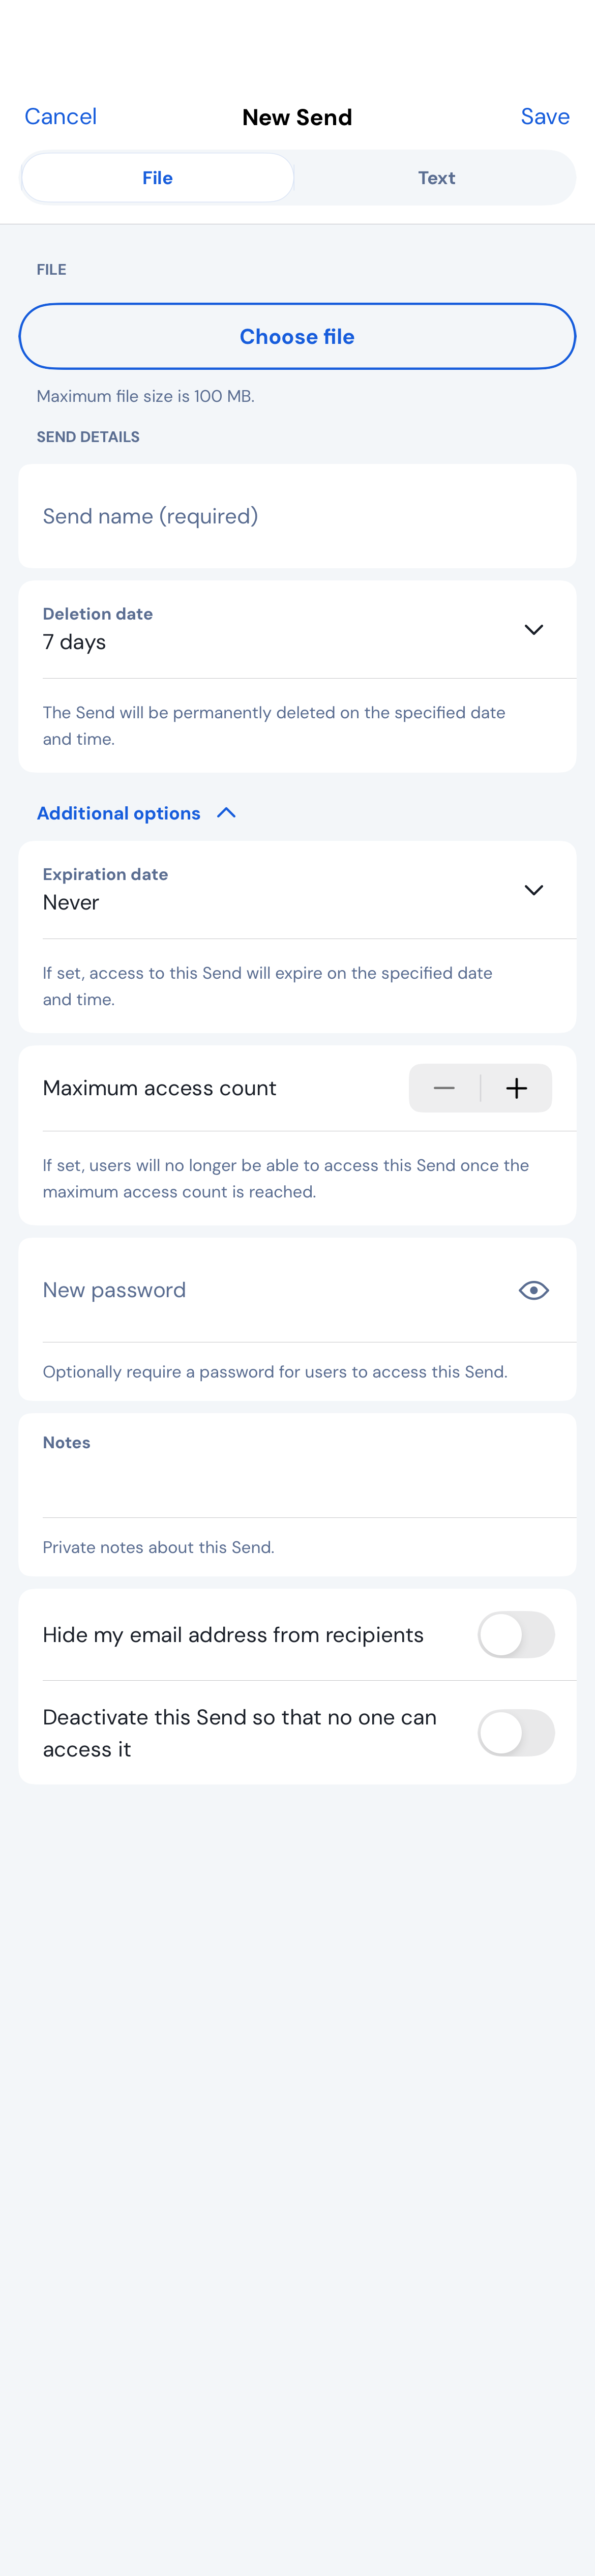 Cancel
New Send
Save
File
Text
FILE
Choose file
Maximum file size is 100 MB.
SEND DETAILS
Send name (required)
Deletion date
7 days
The Send will be permanently deleted on the specified date
and time.
Additional options
Expiration date
Never
If set, access to this Send will expire on the specified date
and time.
Maximum access count
If set, users will no longer be able to access this Send once the
maximum access count is reached.
New password
Optionally require a password for users to access this Send.
Notes
Private notes about this Send.
Hide my email address from recipients
Deactivate this Send so that no one can
access it